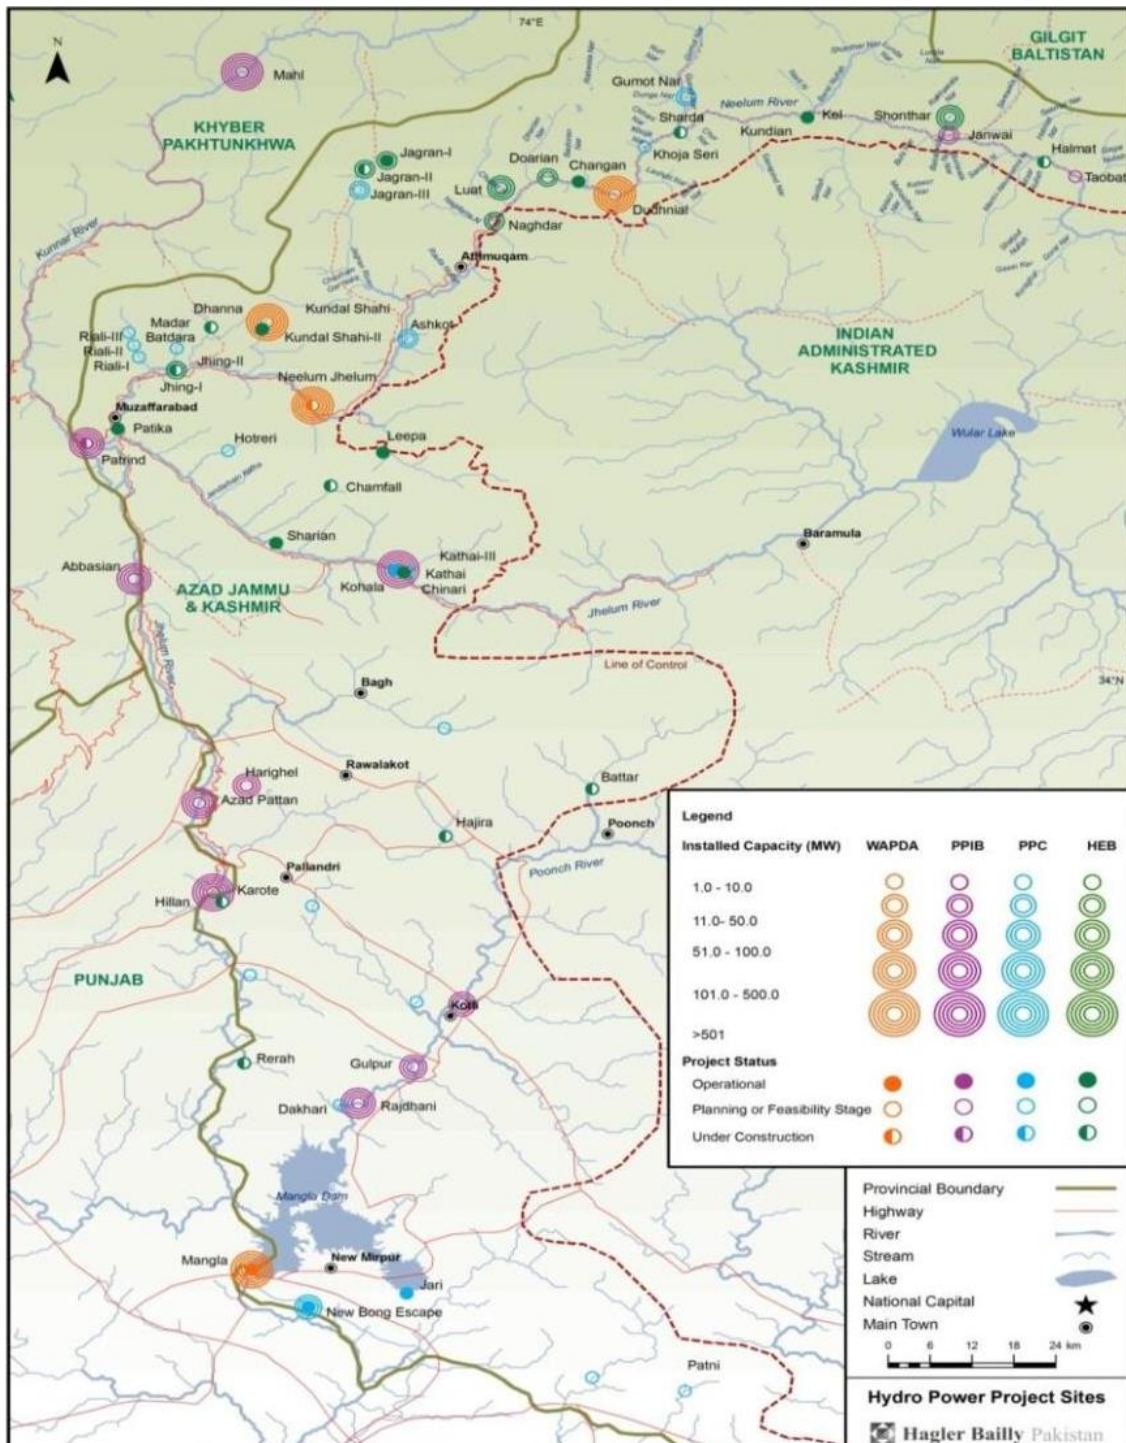 74°E
N
GILGIT
BALTISTAN
Mahl
Gumot Nar
Neelum River
KHYBER
PAKHTUNKHWA
Sharda
Kel
Shonthar
Kundian
Janwai
Jagran-I
Doarian
Changan
Khoja Seri
Halmat
Jagran-II
Luat
Taobat
Jagran-III
Dudhnial
Kunnar River
Naghdar
Athmuqam
Dhanna
Kundal Shahi
Ashkot
Madar
Batdara
Riali-III
Kundal Shahi-II
INDIAN
ADMINISTRATED
KASHMIR
Riali-II
Jhing-II
Riali-I
Jhing-I
Neelum Jhelum
Muzaffarabad
Patika
Leepa
Wular Lake
Hotreri
Patrind
Chamfall
Sharian
Baramula
Kathai-III
Abbasian
Kathai
AZAD JAMMU
& KASHMIR
Kohala
Chinari
Jhelum River
Jhelum River
Line of Control
34°N
Bagh
Harighel
Rawalakot
Battar
Azad Pattan
Hajira
Poonch
Pallandri
Poonch River
Karote
Hillan
PUNJAB
Kotli
Rerah
Gulpur
Dakhari
Rajdhani
Mangla Dam
Mangla
New Mirpur
Jari
New Bong Escape
Patni
Legend
Installed Capacity (MW) WAPDA PPIB PPC HEB
1.0 - 10.0
11.0- 50.0
51.0 - 100.0
101.0 - 500.0
>501
Project Status
Operational
Planning or Feasibility Stage
Under Construction
Provincial Boundary
Highway
River
Stream
Lake
National Capital
Main Town
0 6 12 18 24 km
Hydro Power Project Sites
Hagler Bailly Pakistan